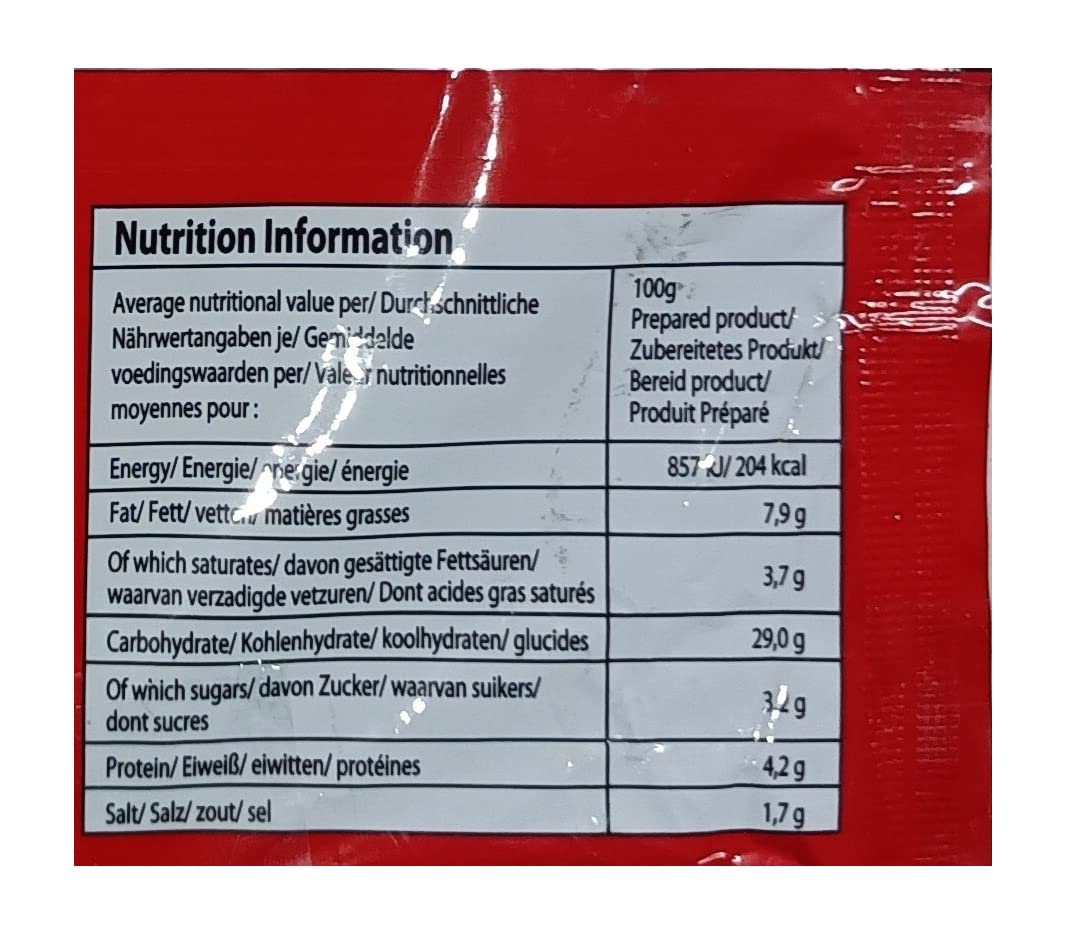 Nutrition Information
Average nutritional value per/ Durchschnittliche
Nährwertangaben je/ Gemiddelde
voedingswaarden per/ Valeur nutritionnelles
moyennes pour :
100g
Prepared product/
Zubereitetes Produkt/
Bereid product/
Produit Préparé
Energy/ Energie/ energie/ énergie
857 KJ/ 204 kcal
Fat/ Fett/ vetten/ matières grasses
7,9 g
Of which saturates/ davon gesättigte Fettsäuren/
waarvan verzadigde vetzuren/ Dont acides gras saturés
3,7 g
Carbohydrate/ Kohlenhydrate/ koolhydraten/ glucides
29,0 g
Of which sugars/ davon Zucker/ waarvan suikers/
dont sucres
3,2 g
Protein/ Eiweiß/ eiwitten/ protéines
4,2 g
Salt/ Salz/ zout/ sel
1,7 g